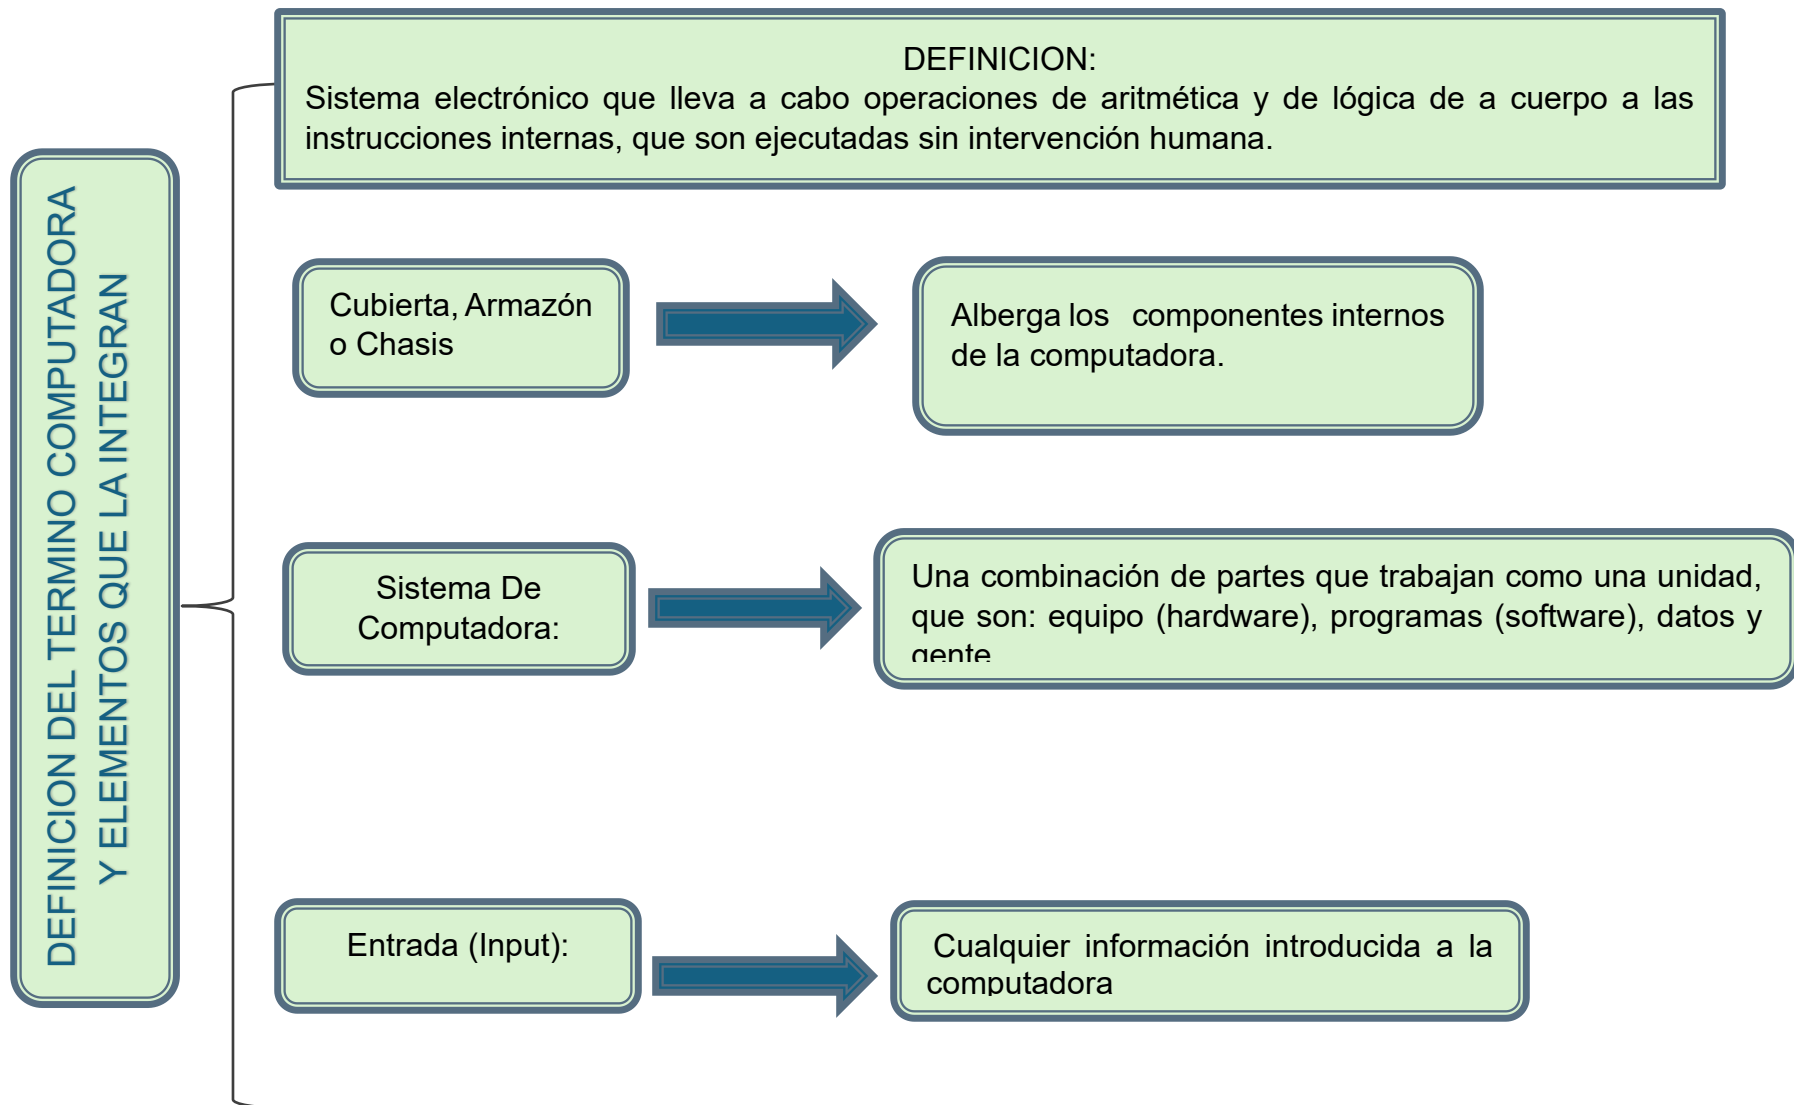 DEFINICION DEL TERMINO COMPUTADORA
Y ELEMENTOS QUE LA INTEGRAN
DEFINICION:
Sistema electrónico que lleva a cabo operaciones de aritmética y de lógica de a cuerpo a las
instrucciones internas, que son ejecutadas sin intervención humana.
Cubierta, Armazón
o Chasis
Alberga los componentes internos
de la computadora.
Sistema De
Computadora:
Una combinación de partes que trabajan como una unidad,
que son: equipo (hardware), programas (software), datos y
gente
Entrada (Input):
Cualquier información introducida a la
computadora